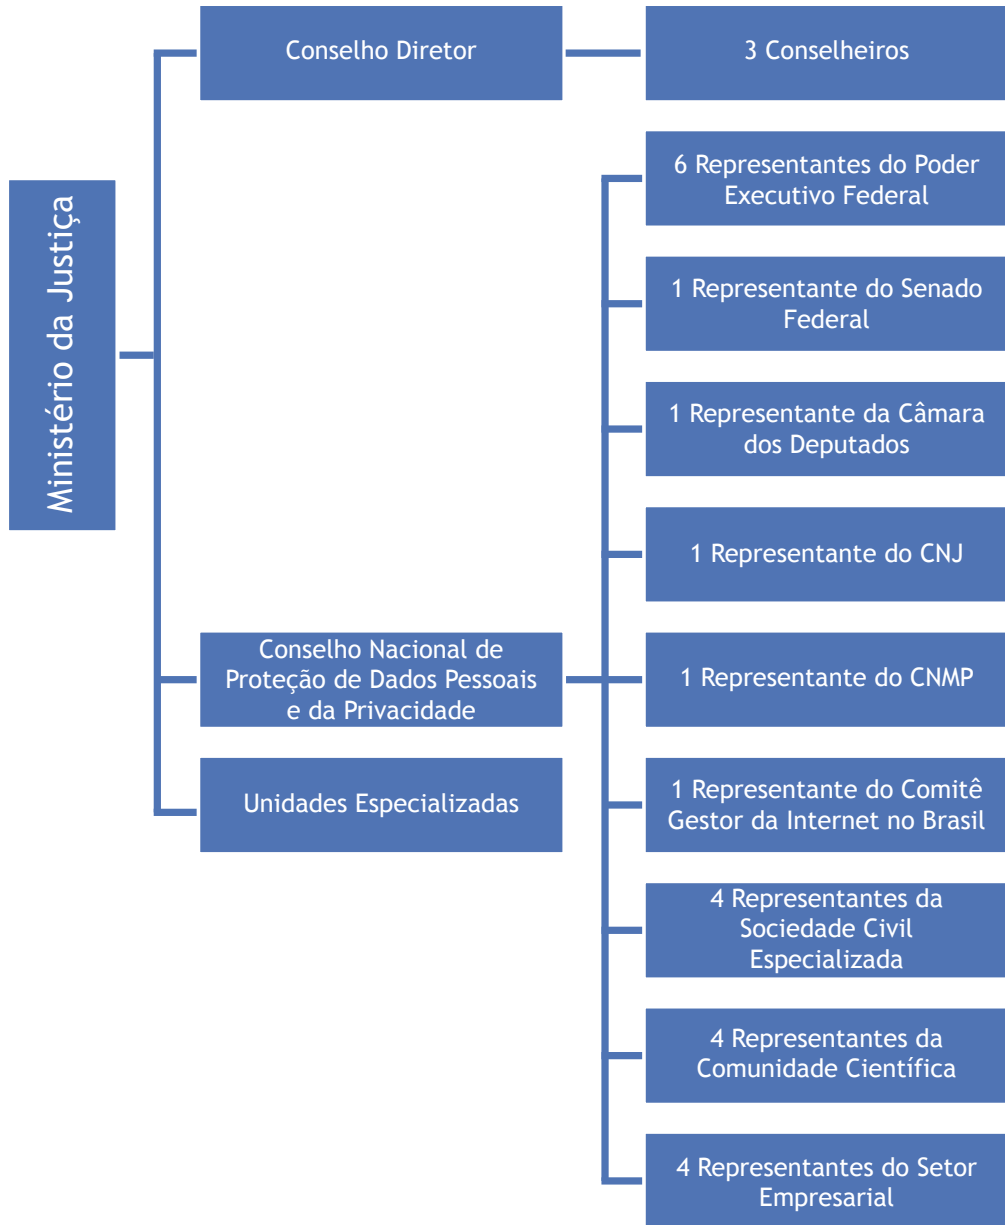 Ministério da Justiça
Conselho Diretor
3 Conselheiros
Conselho Nacional de
Proteção de Dados Pessoais
e da Privacidade
6 Representantes do Poder
Executivo Federal
1 Representante do Senado
Federal
1 Representante da Câmara
dos Deputados
1 Representante do CNJ
1 Representante do CNMP
1 Representante do Comitê
Gestor da Internet no Brasil
4 Representantes da
Sociedade Civil
Especializada
4 Representantes da
Comunidade Científica
4 Representantes do Setor
Empresarial
Unidades Especializadas